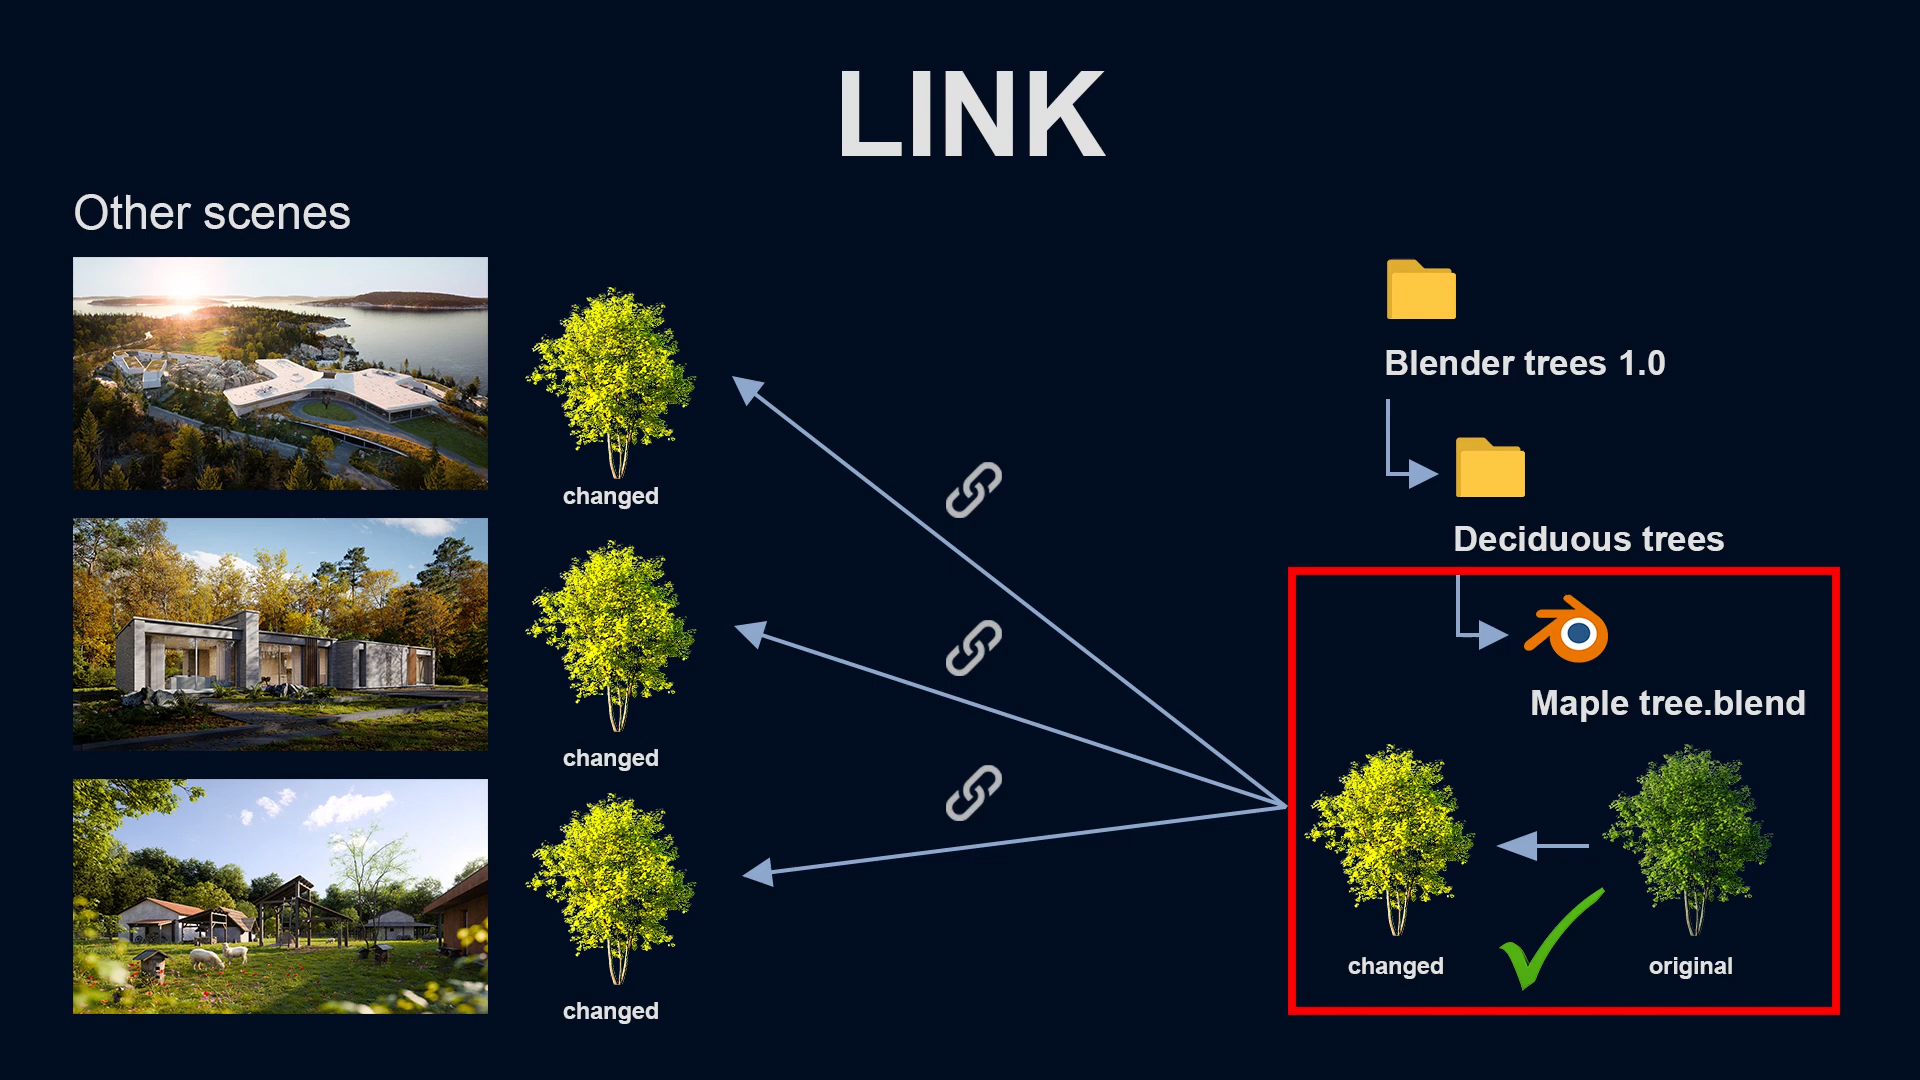 LINK
Other scenes
changed
changed
changed
Blender trees 1.0
Deciduous trees
Maple tree.blend
changed
original